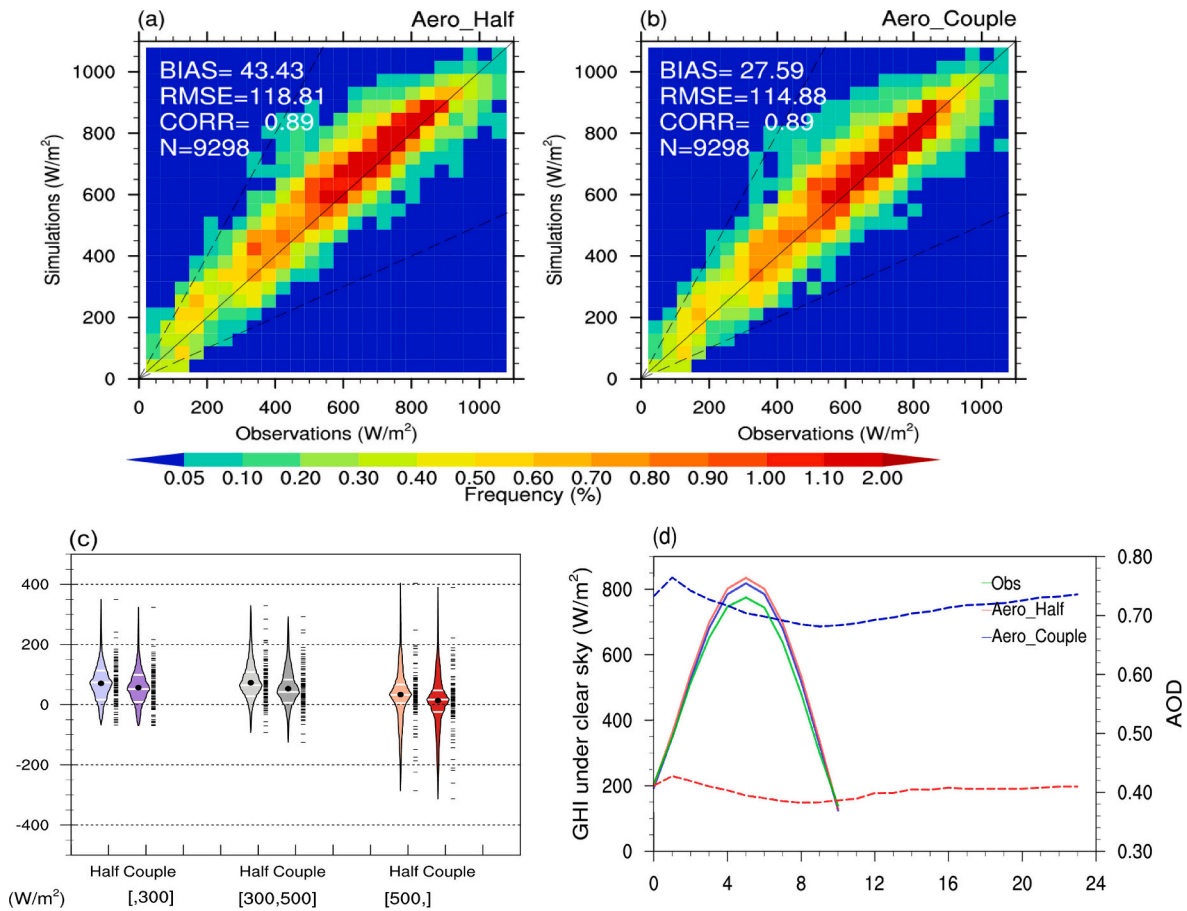 (a) Aero_Half
BIAS= 43.43
RMSE=118.81
CORR= 0.89
N=9298
1000
800
600
400
200
0
Simulations (W/m²)
0 200 400 600 800 1000
Observations (W/m²)
(b) Aero_Couple
BIAS= 27.59
RMSE=114.88
CORR= 0.89
N=9298
1000
800
600
400
200
0
Simulations (W/m²)
0 200 400 600 800 1000
Observations (W/m²)
0.05 0.10 0.20 0.30 0.40 0.50 0.60 0.70 0.80 0.90 1.00 1.10 2.00
Frequency (%)
(c)
400
200
0
-200
-400
Half Couple Half Couple Half Couple
(W/m²) [,300] [300,500] [500,]
(d)
GHI under clear sky (W/m²)
800
600
400
200
0
Obs
Aero_Half
Aero_Couple
0.80
0.70
0.60
0.50
0.40
0.30
AOD
0 4 8 12 16 20 24